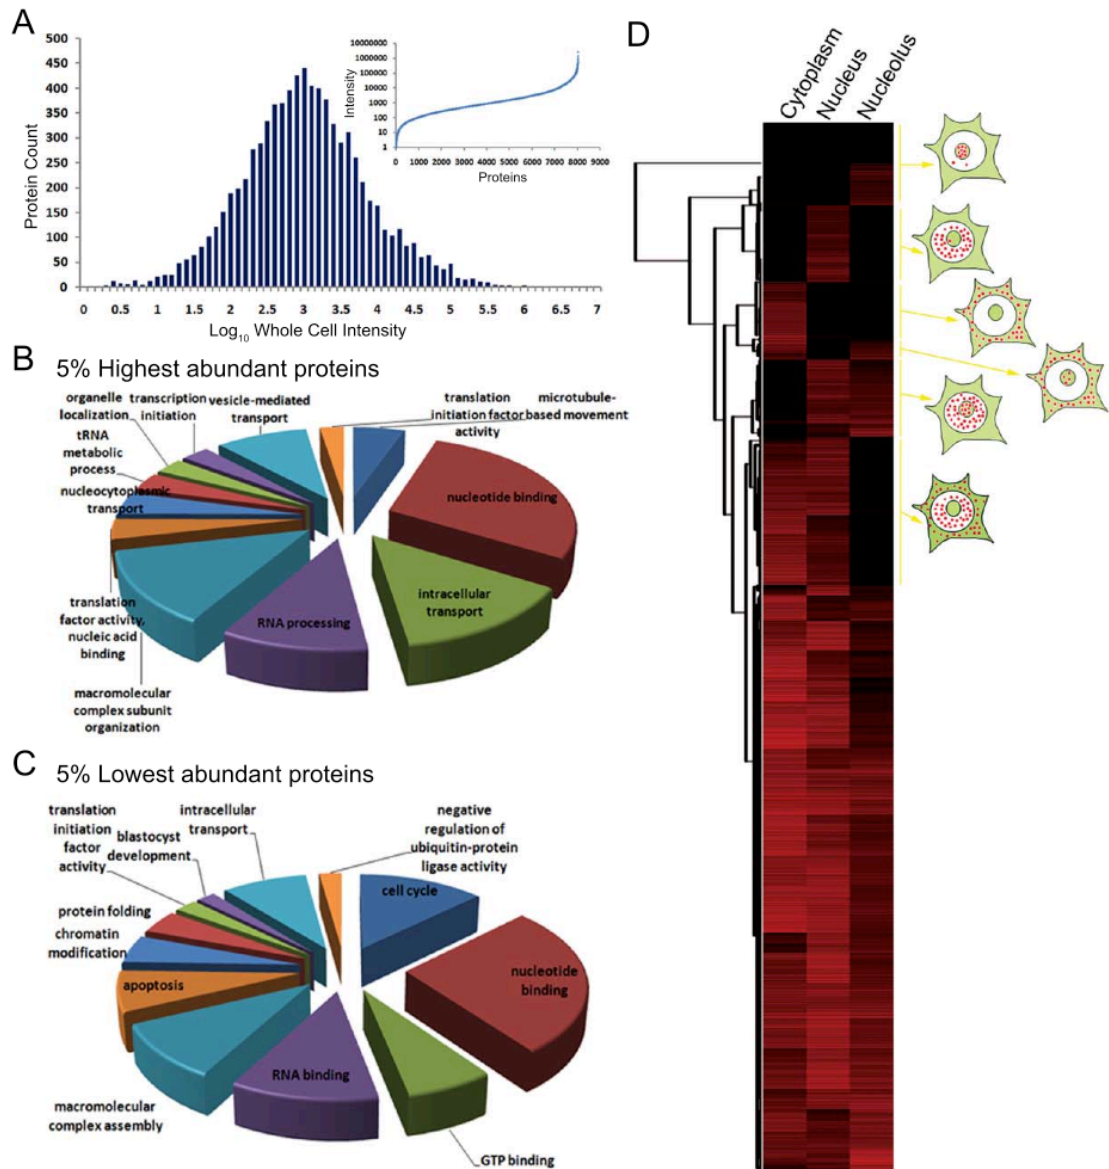 A
500
450
400
350
300
250
200
150
100
50
0
Protein Count
0 0.5 1 1.5 2 2.5 3 3.5 4 4.5 5 5.5 6 6.5 7
Log10 Whole Cell Intensity
10000000
1000000
100000
10000
1000
100
10
1
Intensity
0 1000 2000 3000 4000 5000 6000 7000 8000 9000
Proteins
B
5% Highest abundant proteins
organelle
localization
transcription
initiation
vesicle-mediated
transport
translation
initiation factor
activity
microtubule-
based movement
tRNA
metabolic
process
nucleocytoplasmic
transport
nucleotide binding
intracellular
transport
RNA processing
translation
factor activity,
nucleic acid
binding
macromolecular
complex subunit
organization
C
5% Lowest abundant proteins
translation
initiation
factor
activity
blastocyst
development
intracellular
transport
negative
regulation of
ubiquitin-protein
ligase activity
cell cycle
protein folding
chromatin
modification
apoptosis
nucleotide
binding
RNA binding
macromolecular
complex assembly
GTP binding
D
Cytoplasm
Nucleus
Nucleolus